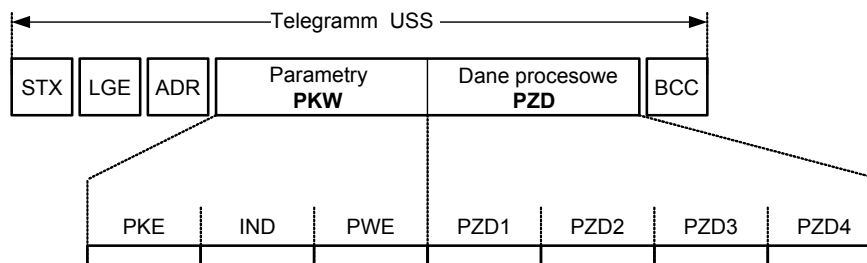 Telegramm USS
STX LGE ADR Parametry PKW Dane procesowe PZD BCC
PKE IND PWE PZD1 PZD2 PZD3 PZD4